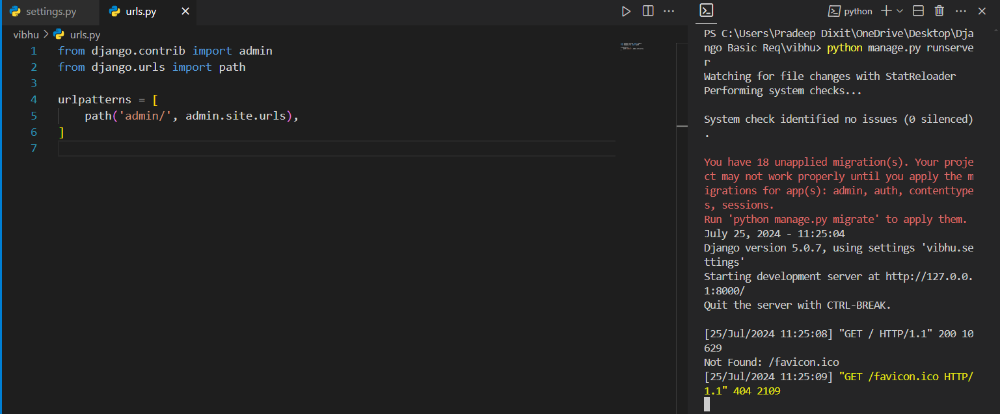 settings.py
urls.py
vibhu > urls.py
1 from django.contrib import admin
2 from django.urls import path
3
4 urlpatterns = [
5     path('admin/', admin.site.urls),
6 ]
7
python
PS C:\Users\Pradeep Dixit\OneDrive\Desktop\Dja
ngo Basic Req\vibhu> python manage.py runserve
r
Watching for file changes with StatReloader
Performing system checks...
System check identified no issues (0 silenced)
.
You have 18 unapplied migration(s). Your proje
ct may not work properly until you apply the m
igrations for app(s): admin, auth, contenttype
s, sessions.
Run 'python manage.py migrate' to apply them.
July 25, 2024 - 11:25:04
Django version 5.0.7, using settings 'vibhu.se
ttings'
Starting development server at http://127.0.0.
1:8000/
Quit the server with CTRL-BREAK.
[25/Jul/2024 11:25:08] "GET / HTTP/1.1" 200 10
629
Not Found: /favicon.ico
[25/Jul/2024 11:25:09] "GET /favicon.ico HTTP/
1.1" 404 2109